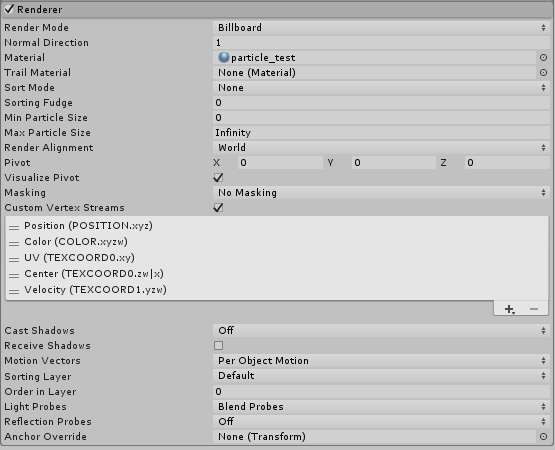 Renderer
Render Mode Billboard
Normal Direction 1
Material particle_test
Trail Material None (Material)
Sort Mode None
Sorting Fudge 0
Min Particle Size 0
Max Particle Size Infinity
Render Alignment World
Pivot X 0 Y 0 Z 0
Visualize Pivot
Masking No Masking
Custom Vertex Streams
Position (POSITION.xyz)
Color (COLOR.xyzw)
UV (TEXCOORD0.xy)
Center (TEXCOORD0.zw|x)
Velocity (TEXCOORD1.yzw)
Cast Shadows Off
Receive Shadows
Motion Vectors Per Object Motion
Sorting Layer Default
Order in Layer 0
Light Probes Blend Probes
Reflection Probes Off
Anchor Override None (Transform)